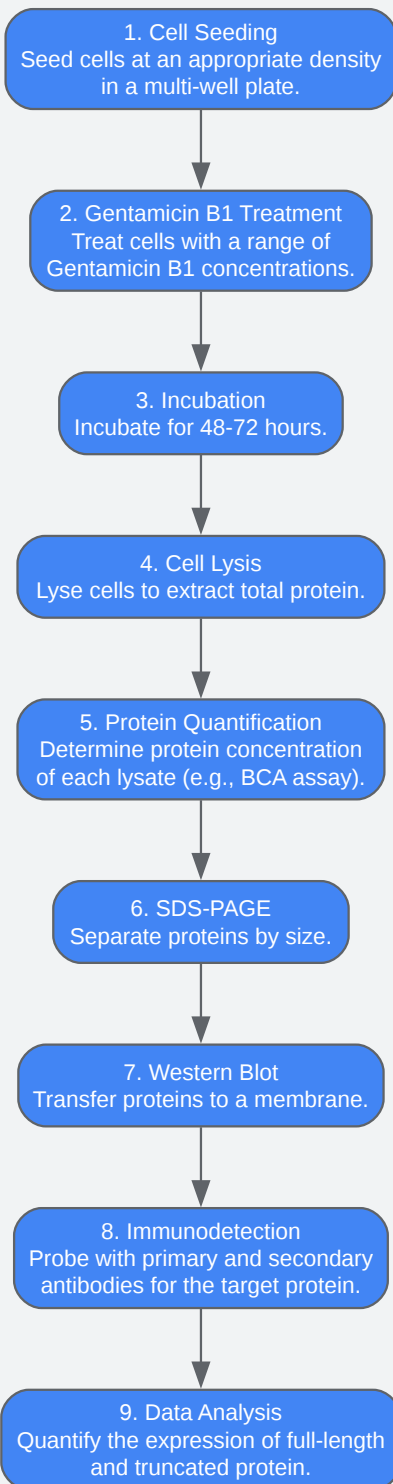 1. Cell Seeding
Seed cells at an appropriate density
in a multi-well plate.
2. Gentamicin B1 Treatment
Treat cells with a range of
Gentamicin B1 concentrations.
3. Incubation
Incubate for 48-72 hours.
4. Cell Lysis
Lyse cells to extract total protein.
5. Protein Quantification
Determine protein concentration
of each lysate (e.g., BCA assay).
6. SDS-PAGE
Separate proteins by size.
7. Western Blot
Transfer proteins to a membrane.
8. Immunodetection
Probe with primary and secondary
antibodies for the target protein.
9. Data Analysis
Quantify the expression of full-length
and truncated protein.